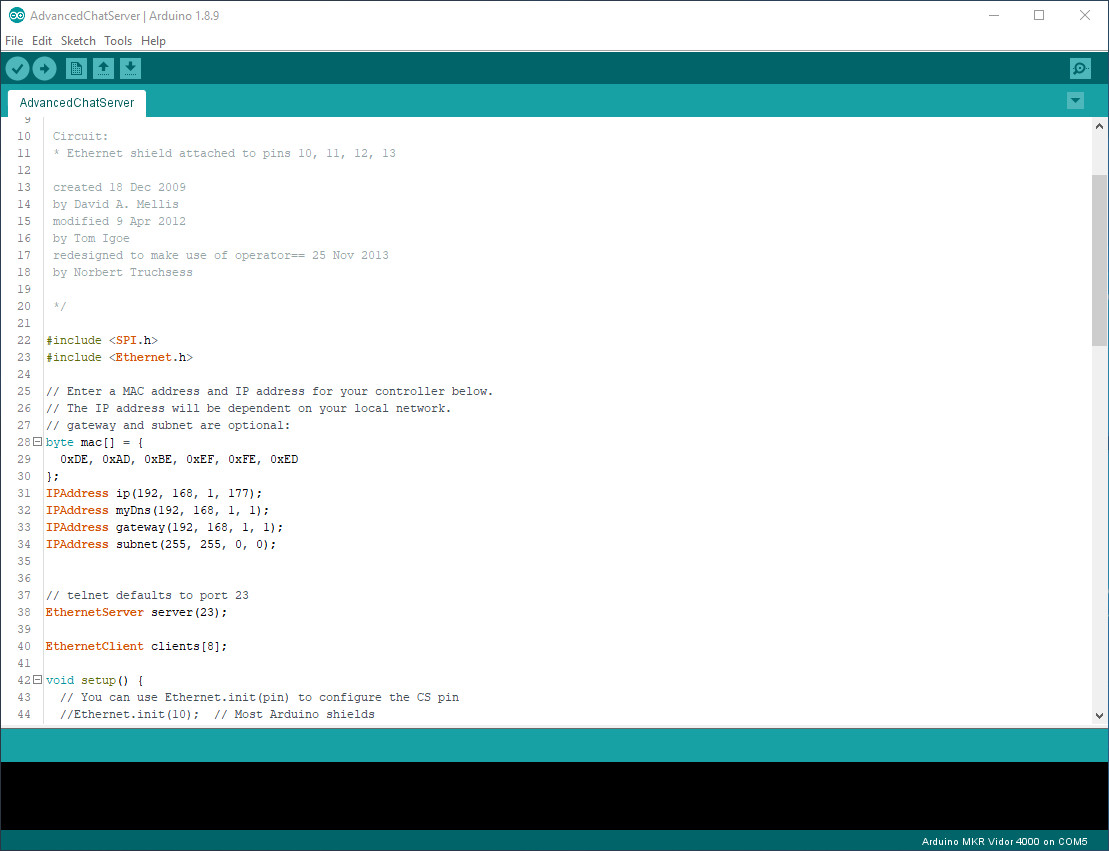 AdvancedChatServer | Arduino 1.8.9
File Edit Sketch Tools Help
AdvancedChatServer
9
10 Circuit:
11 * Ethernet shield attached to pins 10, 11, 12, 13
12
13 created 18 Dec 2009
14 by David A. Mellis
15 modified 9 Apr 2012
16 by Tom Igoe
17 redesigned to make use of operator== 25 Nov 2013
18 by Norbert Truchsess
19
20 */
21
22 #include <SPI.h>
23 #include <Ethernet.h>
24
25 // Enter a MAC address and IP address for your controller below.
26 // The IP address will be dependent on your local network.
27 // gateway and subnet are optional:
28 byte mac[] = {
29 0xDE, 0xAD, 0xBE, 0xEF, 0xFE, 0xED
30 };
31 IPAddress ip(192, 168, 1, 177);
32 IPAddress myDns(192, 168, 1, 1);
33 IPAddress gateway(192, 168, 1, 1);
34 IPAddress subnet(255, 255, 0, 0);
35
36
37 // telnet defaults to port 23
38 EthernetServer server(23);
39
40 EthernetClient clients[8];
41
42 void setup() {
43 // You can use Ethernet.init(pin) to configure the CS pin
44 //Ethernet.init(10);  // Most Arduino shields
Arduino MKR Vidor 4000 on COM5